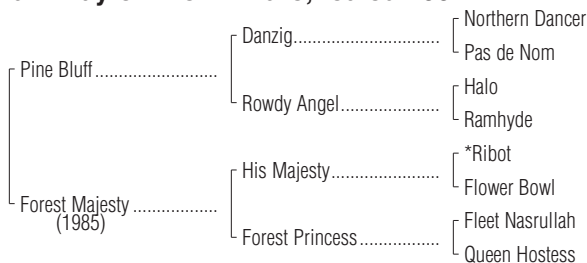 Northern Dancer
Danzig
Pas de Nom
Pine Bluff
Halo
Rowdy Angel
Ramhyde
*Ribot
His Majesty
Flower Bowl
Forest Majesty
(1985)
Fleet Nasrullah
Forest Princess
Queen Hostess